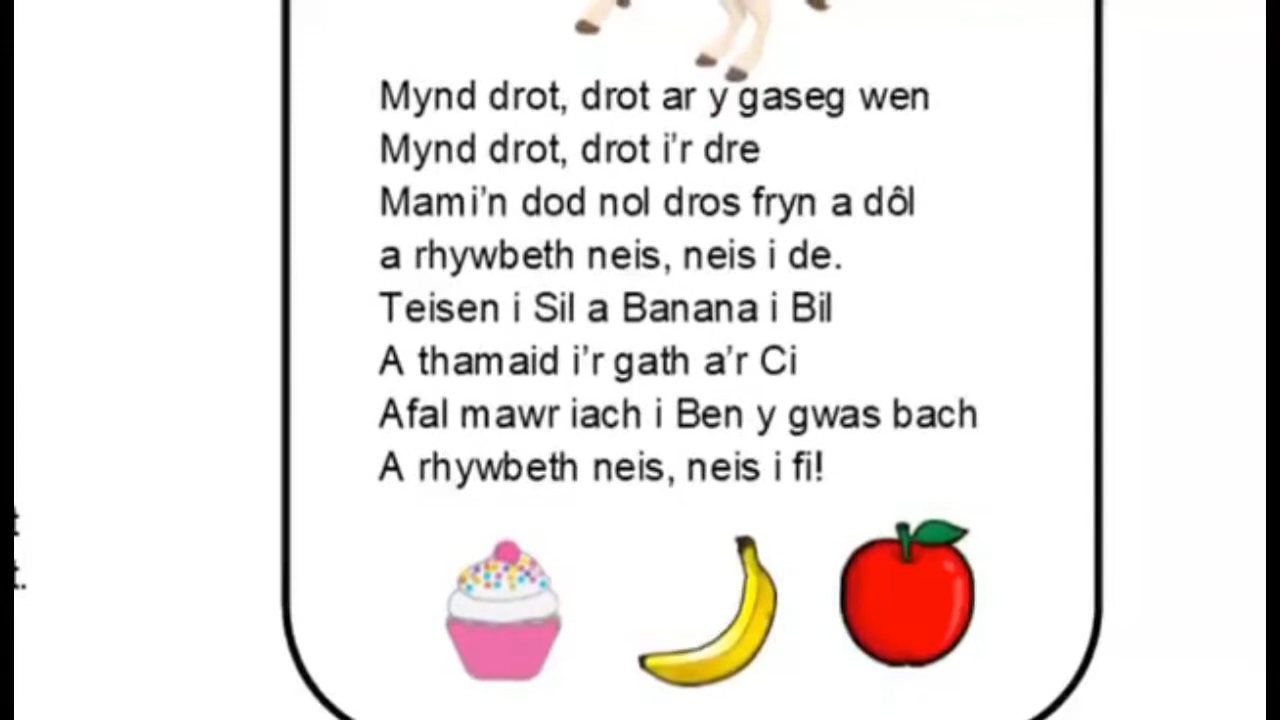 Mynd drot, drot ar y gaseg wen
Mynd drot, drot i'r dre
Mami'n dod nol dros fryn a dôl
a rhywbeth neis, neis i de.
Teisen i Sil a Banana i Bil
A thamaid i'r gath a'r Ci
Afal mawr iach i Ben y gwas bach
A rhywbeth neis, neis i fi!